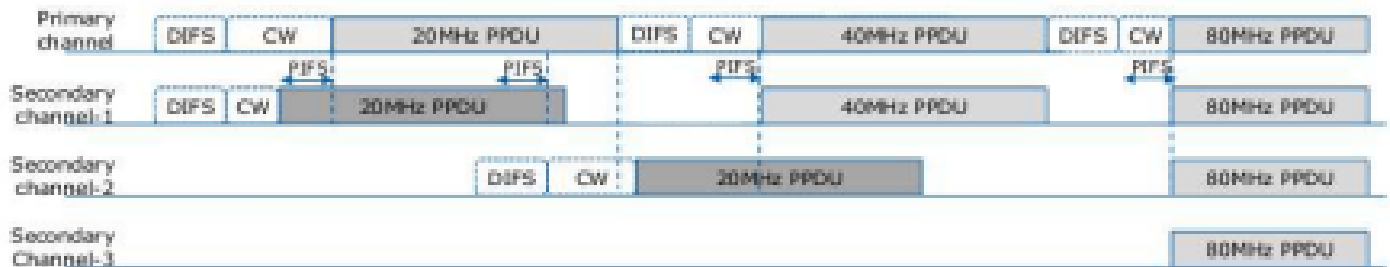 Primary channel DIFS CW 20MHz PPDU DIFS CW 40MHz PPDU DIFS CW 80MHz PPDU
PIFS PIFS PIFS PIFS
Secondary channel-1 DIFS CW 20MHz PPDU 40MHz PPDU 80MHz PPDU
Secondary channel-2 DIFS CW 20MHz PPDU 80MHz PPDU
Secondary Channel-3 80MHz PPDU